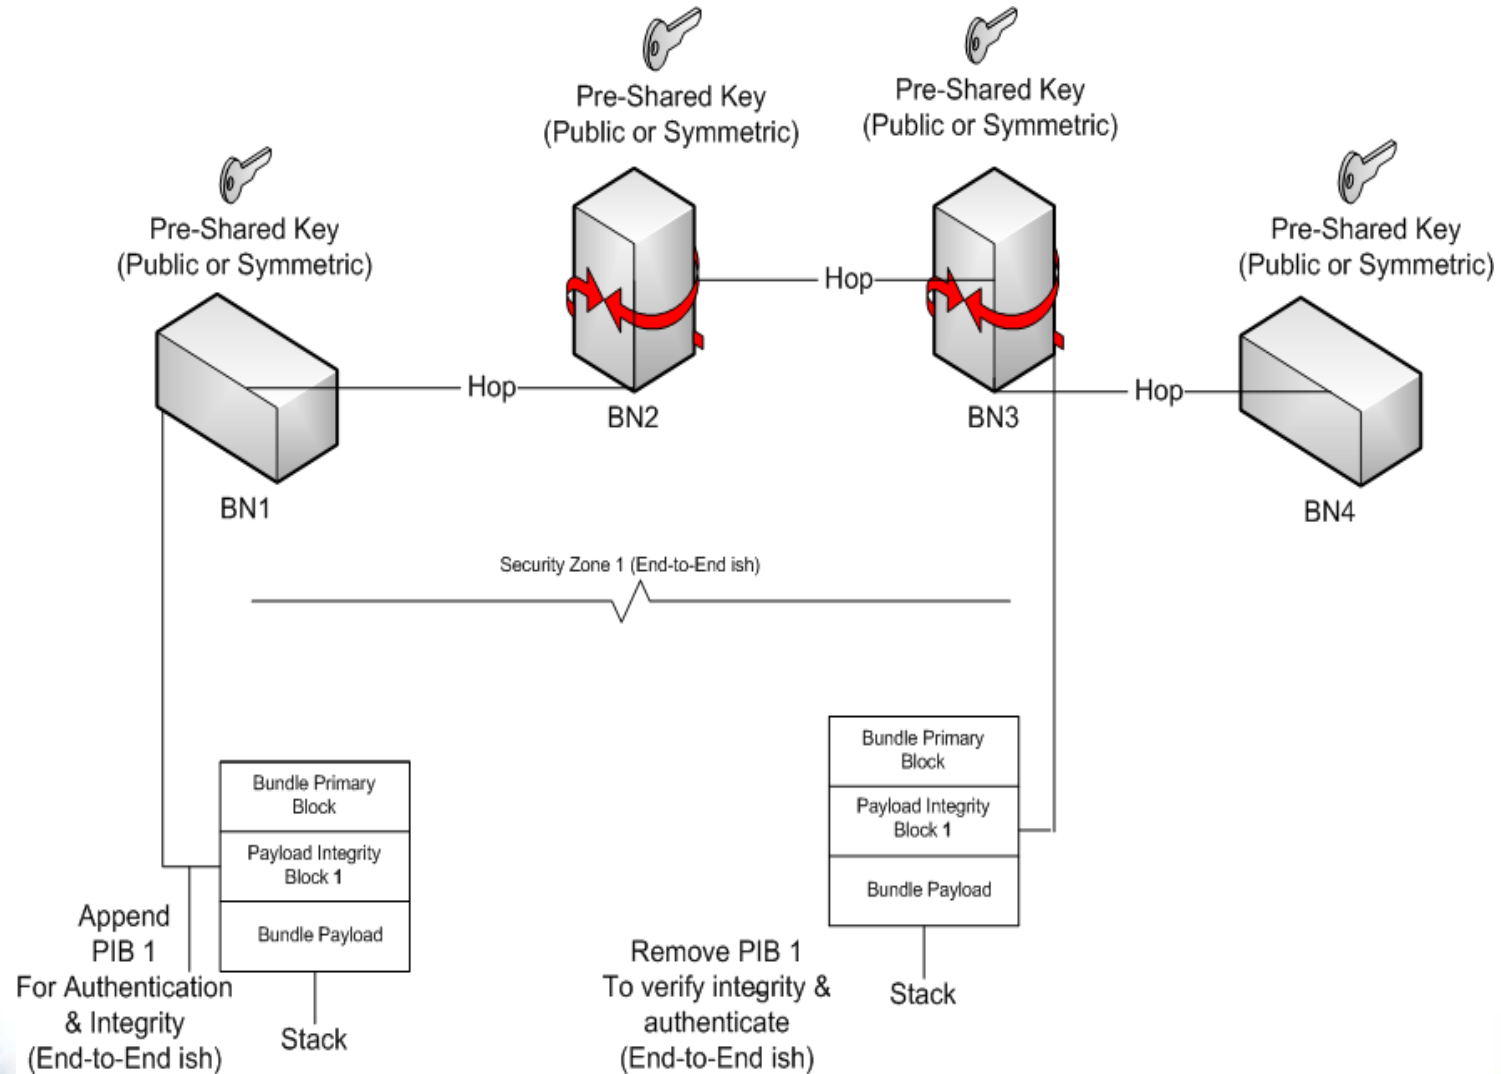 Pre-Shared Key
(Public or Symmetric)
Pre-Shared Key
(Public or Symmetric)
Pre-Shared Key
(Public or Symmetric)
Pre-Shared Key
(Public or Symmetric)
Hop
Hop
Hop
BN1
BN2
BN3
BN4
Security Zone 1 (End-to-End ish)
Bundle Primary
Block
Payload Integrity
Block 1
Bundle Payload
Stack
Append
PIB 1
For Authentication
& Integrity
(End-to-End ish)
Bundle Primary
Block
Payload Integrity
Block 1
Bundle Payload
Stack
Remove PIB 1
To verify integrity &
authenticate
(End-to-End ish)